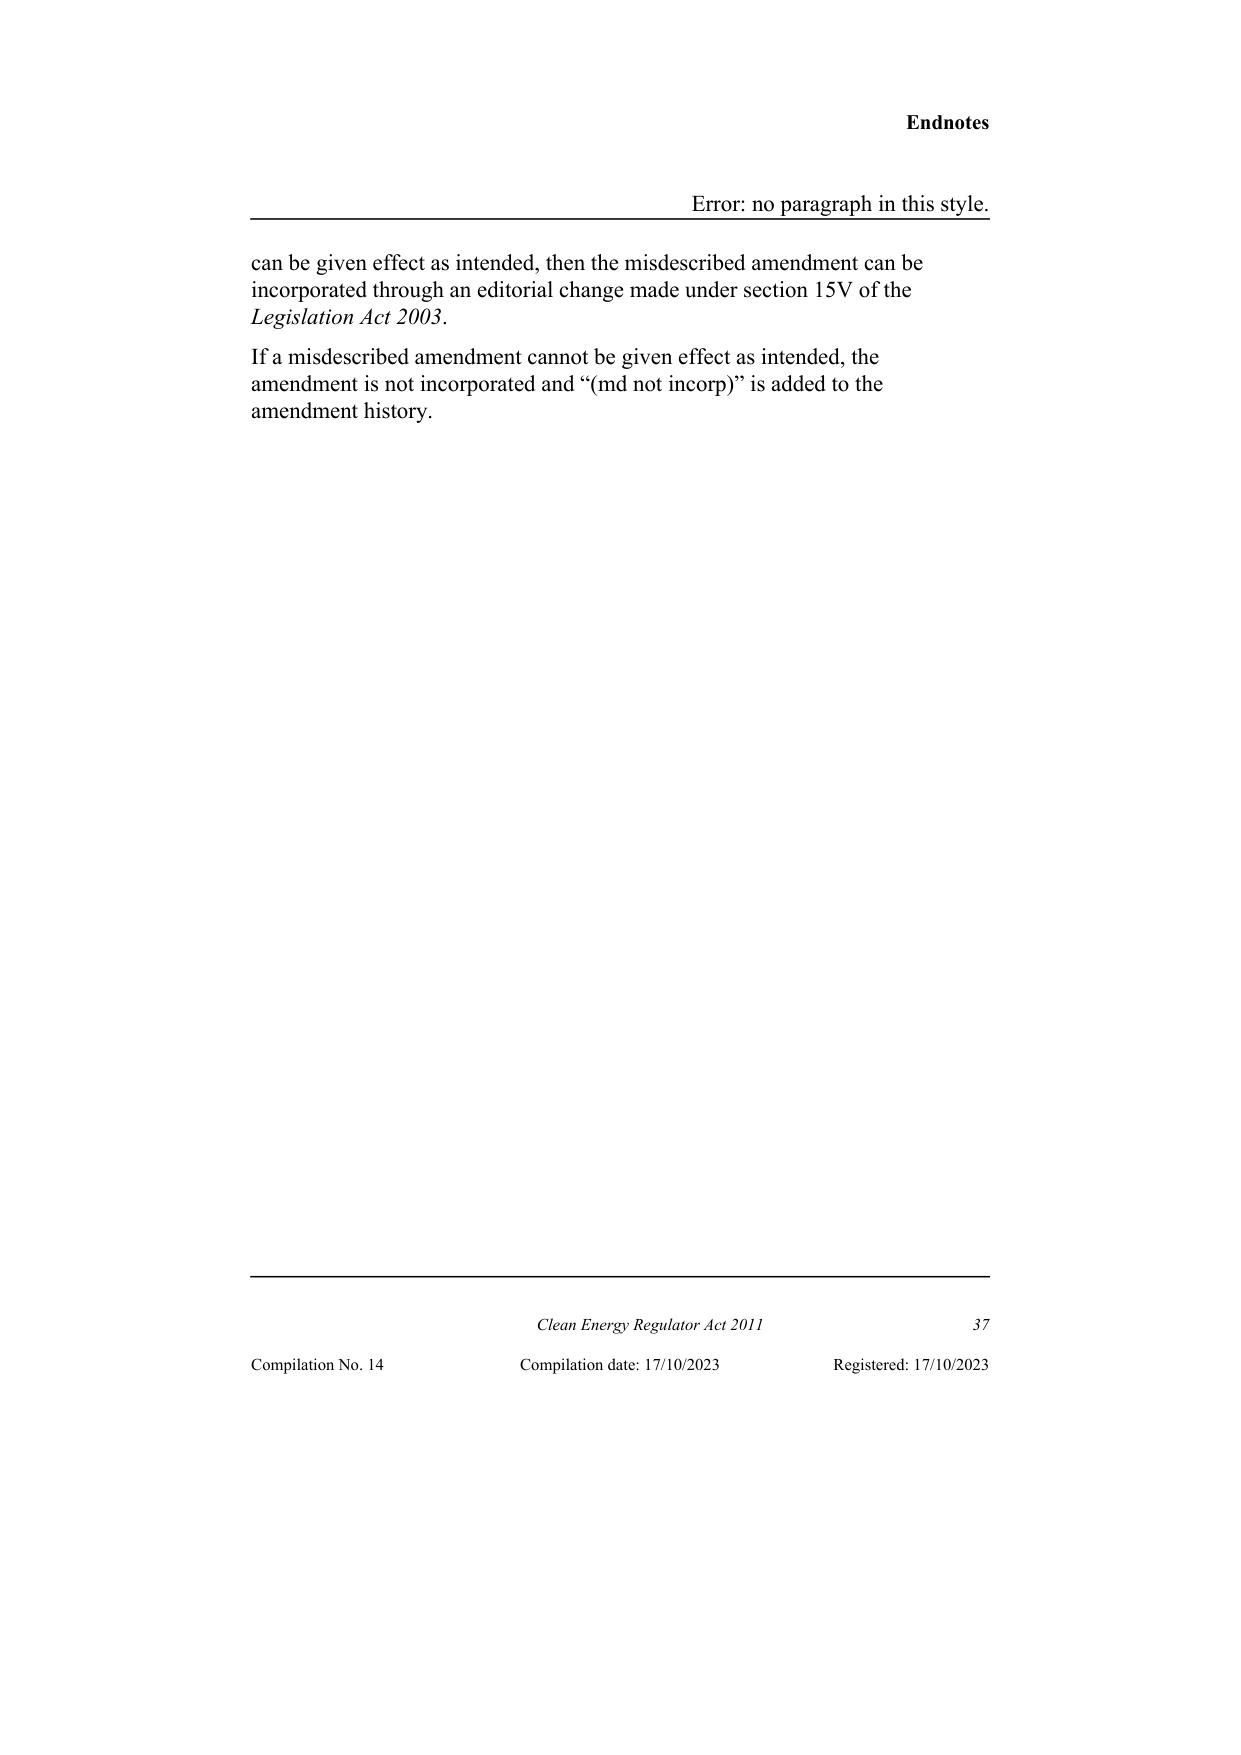 Endnotes
Error: no paragraph in this style.
can be given effect as intended, then the misdescribed amendment can be
incorporated through an editorial change made under section 15V of the
Legislation Act 2003.
If a misdescribed amendment cannot be given effect as intended, the
amendment is not incorporated and “(md not incorp)” is added to the
amendment history.
Clean Energy Regulator Act 2011 37
Compilation No. 14 Compilation date: 17/10/2023 Registered: 17/10/2023